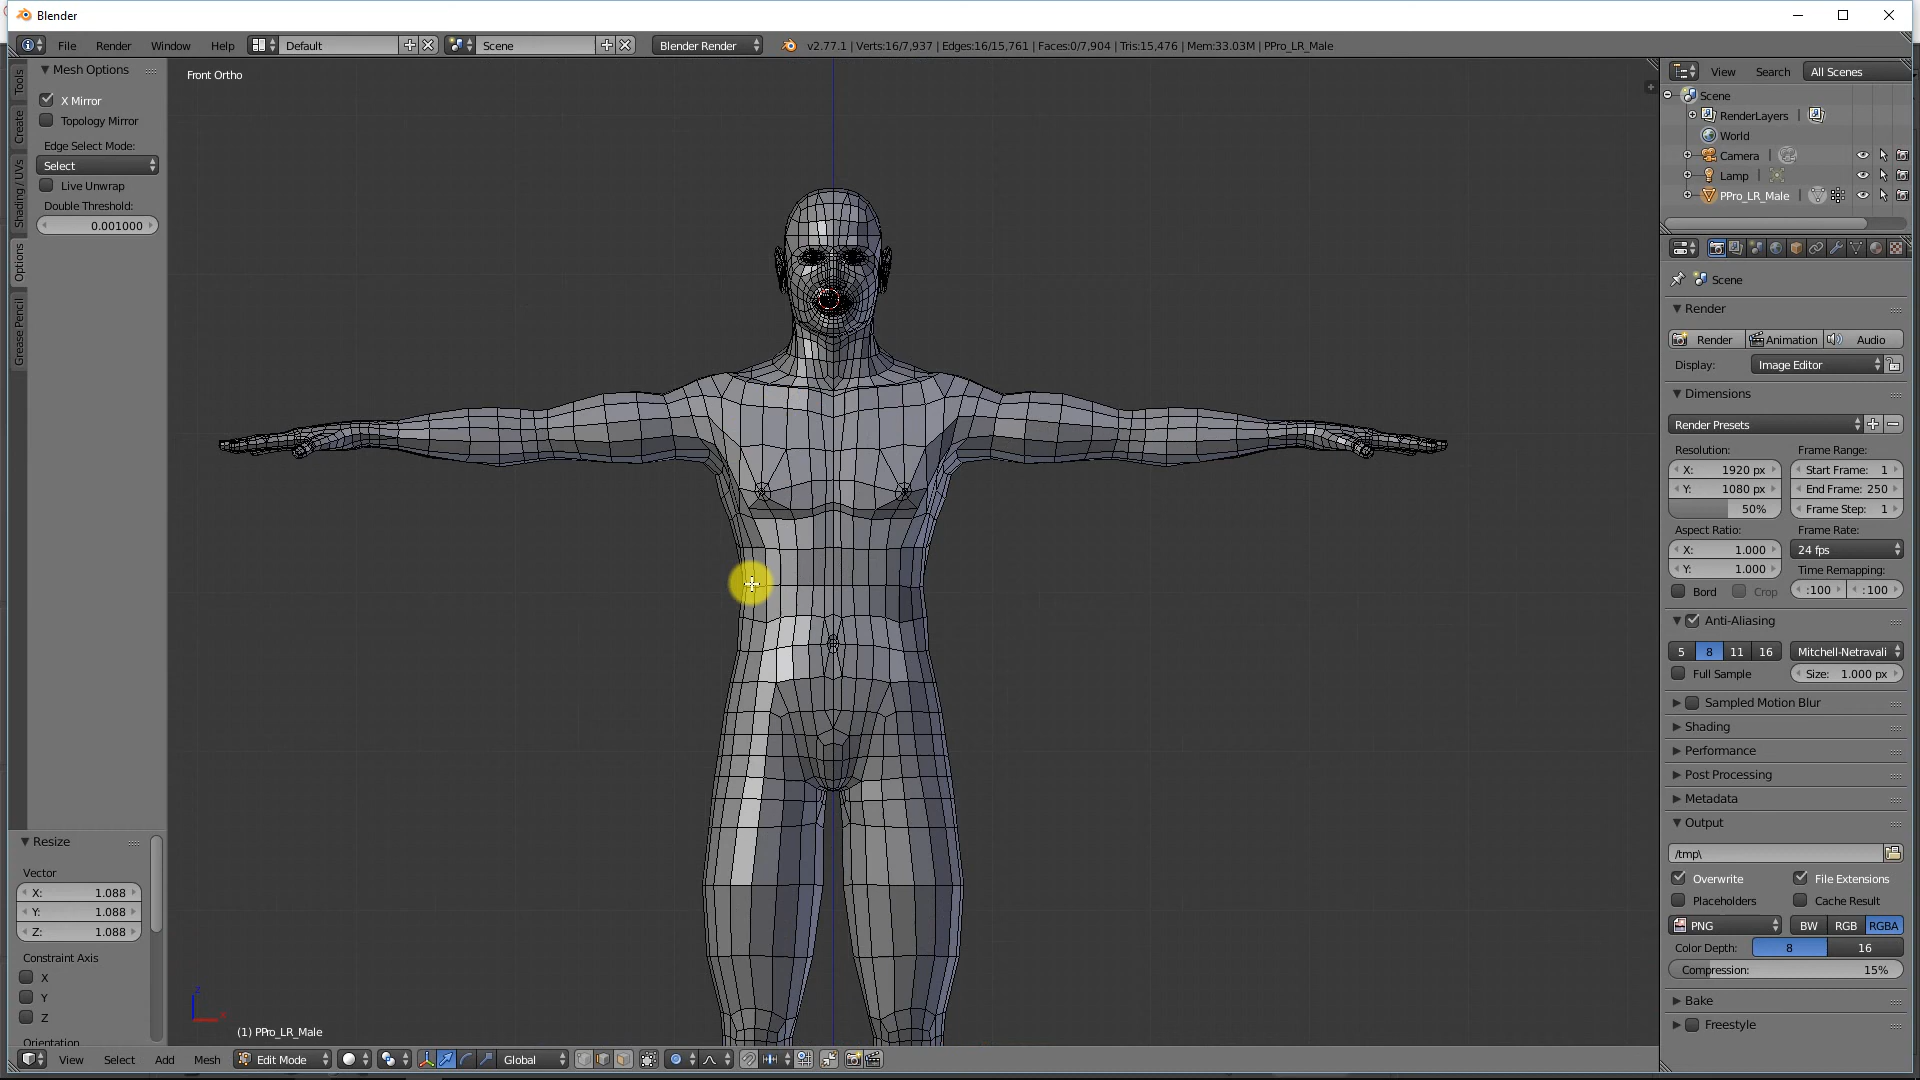 Blender
File Render Window Help Default Scene Blender Render v2.77.1 | Verts:16/7,937 | Edges:16/15,761 | Faces:0/7,904 | Tris:15,476 | Mem:33.03M | PPro_LR_Male
Tools
Create
Shading / UVs
Options
Grease Pencil
Mesh Options
X Mirror
Topology Mirror
Edge Select Mode:
Select
Live Unwrap
Double Threshold:
0.001000
Resize
Vector
X: 1.088
Y: 1.088
Z: 1.088
Constraint Axis
X
Y
Z
Orientation
Front Ortho
(1) PPro_LR_Male
View Select Add Mesh Edit Mode Global
View Search All Scenes
Scene
RenderLayers
World
Camera
Lamp
PPro_LR_Male
Scene
Render
Render Animation Audio
Display: Image Editor
Dimensions
Render Presets
Resolution: Frame Range:
X: 1920 px Start Frame: 1
Y: 1080 px End Frame: 250
50% Frame Step: 1
Aspect Ratio: Frame Rate:
X: 1.000 24 fps
Y: 1.000 Time Remapping:
Bord Crop :100 :100
Anti-Aliasing
5 8 11 16 Mitchell-Netravali
Full Sample Size: 1.000 px
Sampled Motion Blur
Shading
Performance
Post Processing
Metadata
Output
/tmp\
Overwrite File Extensions
Placeholders Cache Result
PNG BW RGB RGBA
Color Depth: 8 16
Compression: 15%
Bake
Freestyle